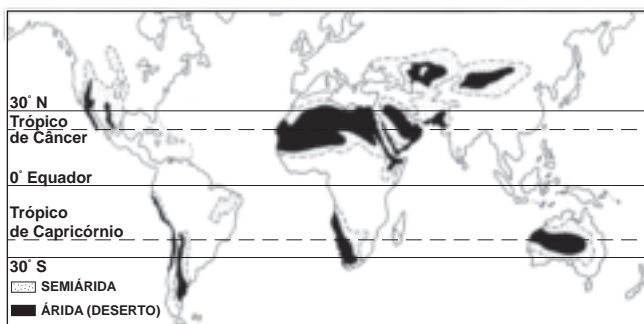 30° N
Trópico
de Câncer
0° Equador
Trópico
de Capricórnio
30° S
SEMIÁRIDA
ÁRIDA (DESERTO)